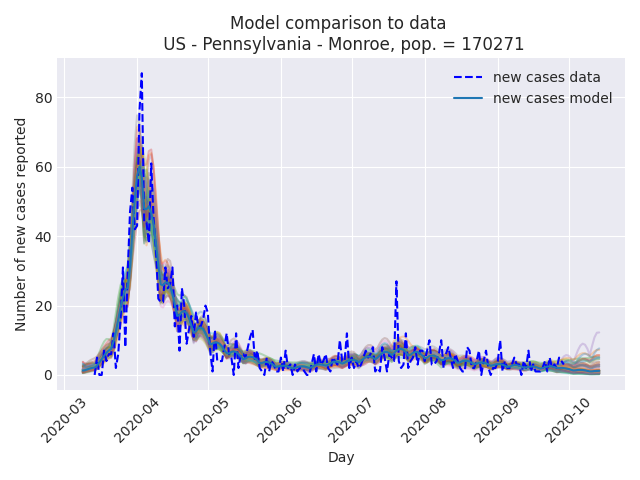 Model comparison to data
US - Pennsylvania - Monroe, pop. = 170271
new cases data
new cases model
Number of new cases reported
80
60
40
20
0
2020-03
2020-04
2020-05
2020-06
2020-07
2020-08
2020-09
2020-10
Day